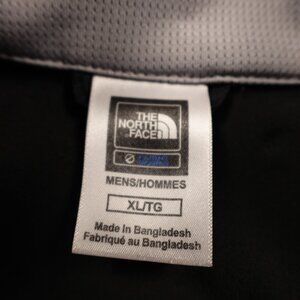 THE
NORTH
FACE
MENS/HOMMES
XL/TG
Made in Bangladesh
Fabriqué au Bangladesh